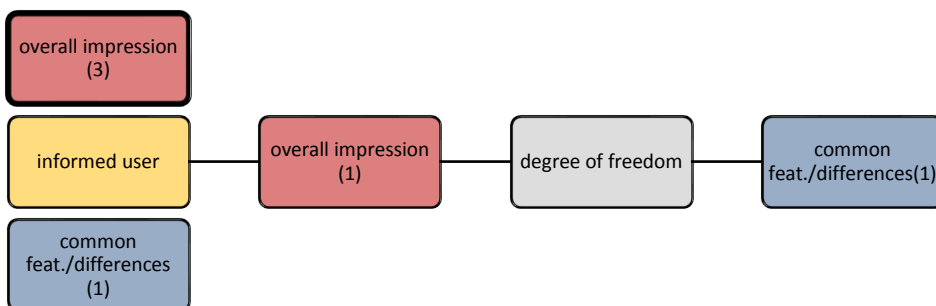 overall impression
(3)
informed user
overall impression
(1)
degree of freedom
common
feat./differences(1)
common
feat./differences
(1)